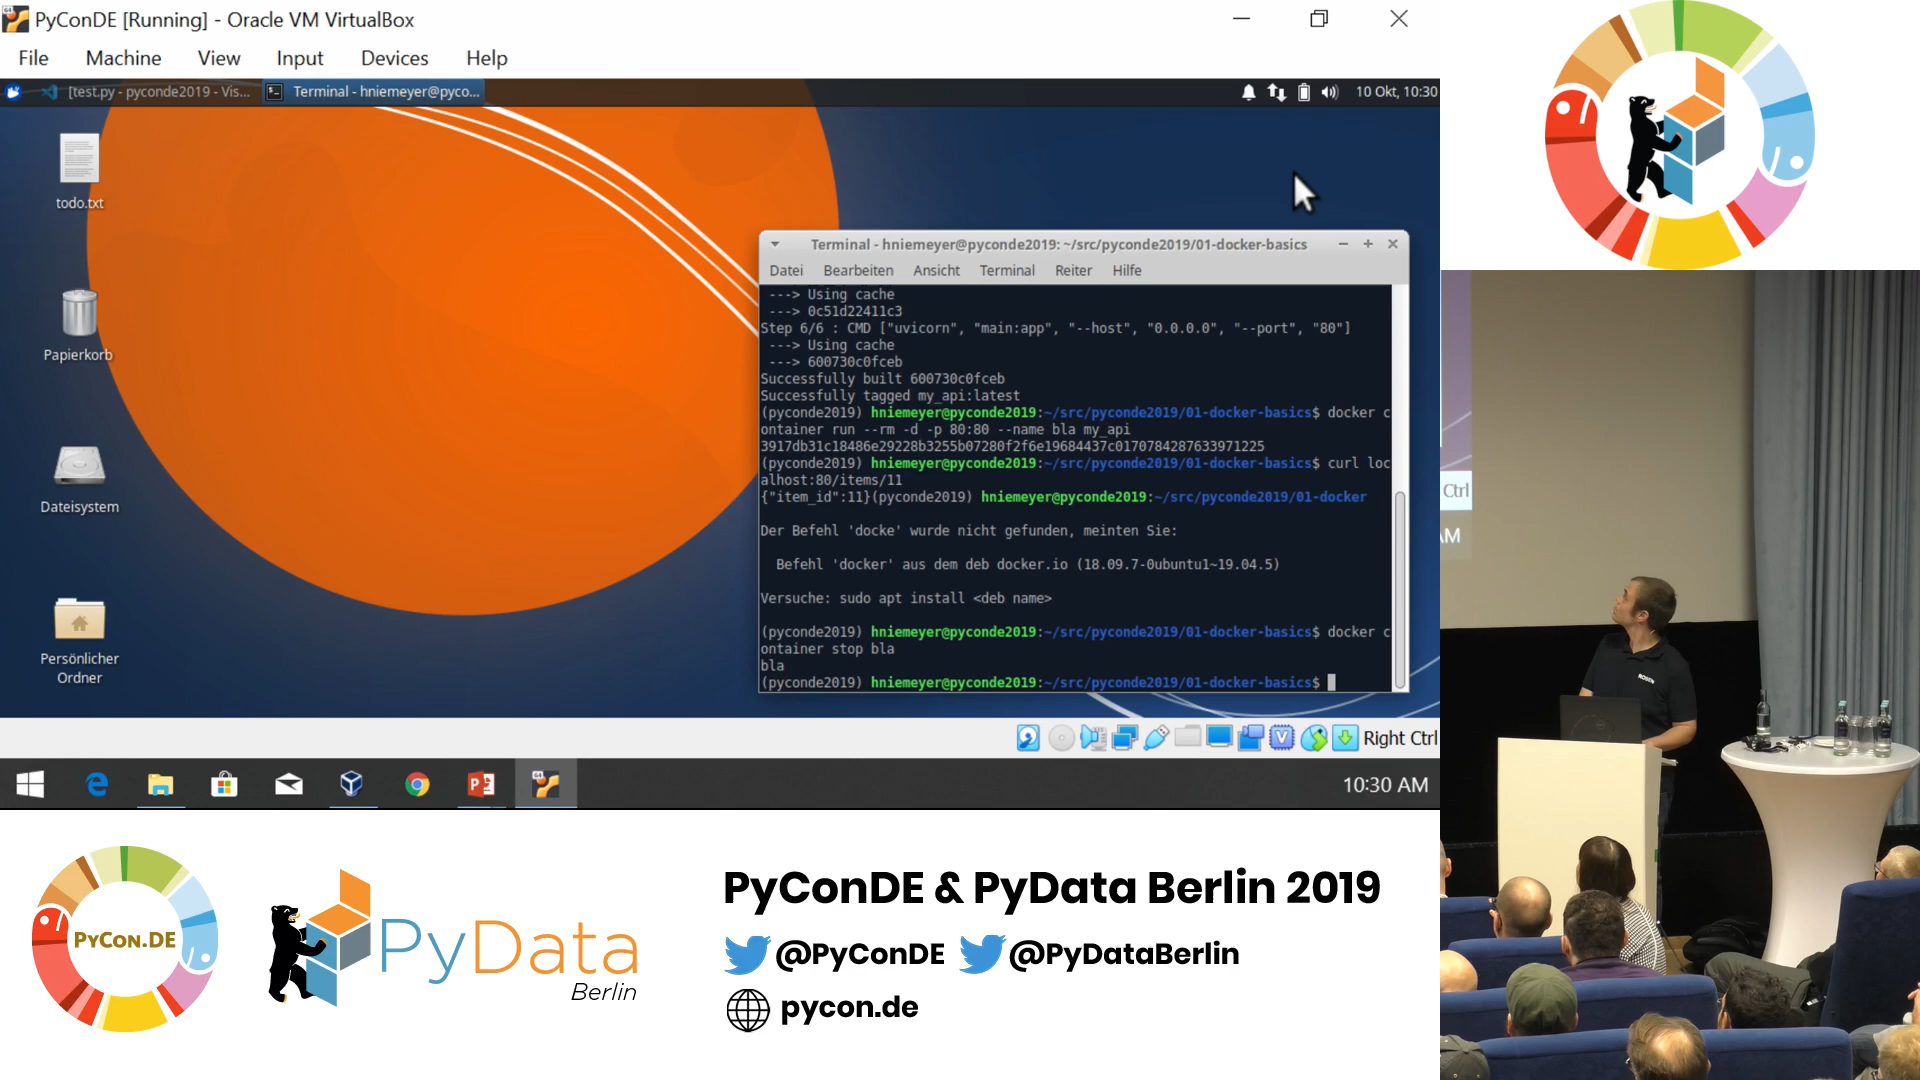 PyConDE [Running] - Oracle VM VirtualBox
File Machine View Input Devices Help
[test.py - pyconde2019 - Vis...
Terminal - hniemeyer@pyco...
10 Okt, 10:30
todo.txt
Papierkorb
Dateisystem
Persönlicher
Ordner
Terminal - hniemeyer@pyconde2019: ~/src/pyconde2019/01-docker-basics
Datei Bearbeiten Ansicht Terminal Reiter Hilfe
---> Using cache
---> 0c51d22411c3
Step 6/6 : CMD ["uvicorn", "main:app", "--host", "0.0.0.0", "--port", "80"]
---> Using cache
---> 600730c0fceb
Successfully built 600730c0fceb
Successfully tagged my_api:latest
(pyconde2019) hniemeyer@pyconde2019:~/src/pyconde2019/01-docker-basics$ docker c
ontainer run --rm -d -p 80:80 --name bla my_api
3917db31c18486e29228b3255b07280f2f6e19684437c0170784287633971225
(pyconde2019) hniemeyer@pyconde2019:~/src/pyconde2019/01-docker-basics$ curl loc
alhost:80/items/11
{"item_id":11}(pyconde2019) hniemeyer@pyconde2019:~/src/pyconde2019/01-docker
Der Befehl 'docke' wurde nicht gefunden, meinten Sie:
Befehl 'docker' aus dem deb docker.io (18.09.7-0ubuntu1~19.04.5)
Versuche: sudo apt install <deb name>
(pyconde2019) hniemeyer@pyconde2019:~/src/pyconde2019/01-docker-basics$ docker c
ontainer stop bla
bla
(pyconde2019) hniemeyer@pyconde2019:~/src/pyconde2019/01-docker-basics$
Right Ctrl
10:30 AM
Ctrl
AM
ROSEN
PyCon.DE
PyData
Berlin
PyConDE & PyData Berlin 2019
@PyConDE @PyDataBerlin
pycon.de